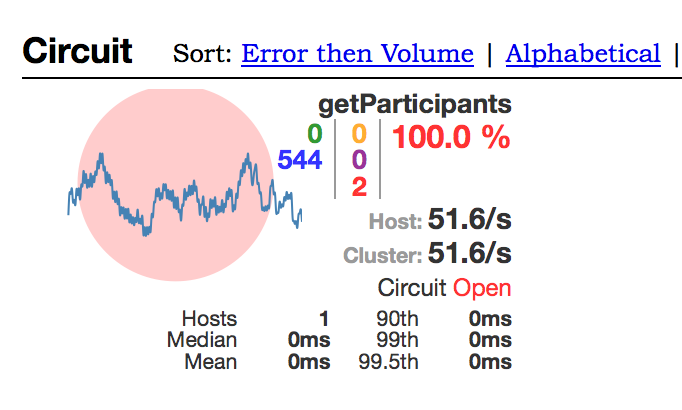 Circuit Sort: Error then Volume | Alphabetical |
getParticipants
0 0 100.0 %
544 0
2
Host: 51.6/s
Cluster: 51.6/s
Circuit Open
Hosts 1 90th 0ms
Median 0ms 99th 0ms
Mean 0ms 99.5th 0ms